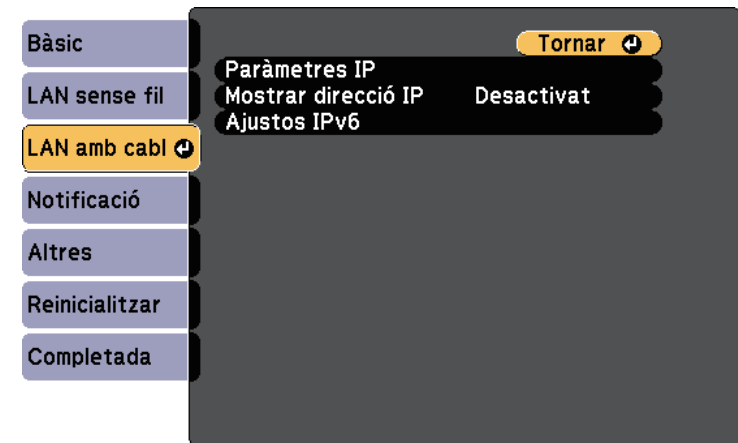 Bàsic
LAN sense fil
LAN amb cabl
Notificació
Altres
Reinicialitzar
Completada
Tornar
Paràmetres IP
Mostrar direcció IP Desactivat
Ajustos IPv6